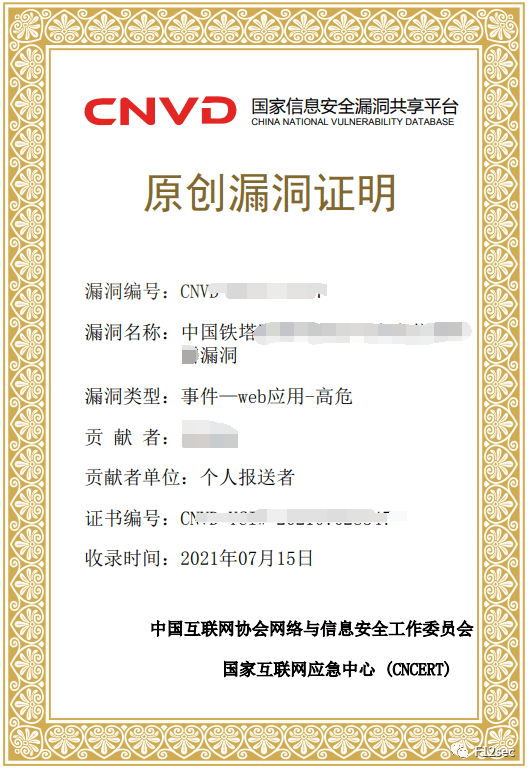 CNVD 国家信息安全漏洞共享平台
CHINA NATIONAL VULNERABILITY DATABASE
原创漏洞证明
漏洞编号：CNVD
漏洞名称：中国铁塔
漏洞
漏洞类型：事件—web应用-高危
贡 献 者：
贡献者单位：个人报送者
证书编号：
收录时间：2021年07月15日
中国互联网协会网络与信息安全工作委员会
国家互联网应急中心 (CNCERT)
F12sec